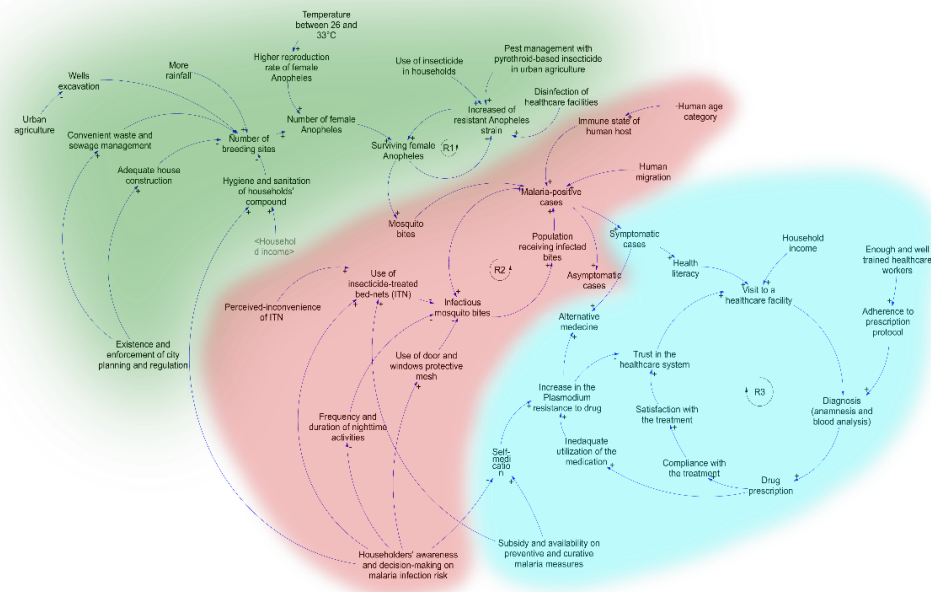 Temperature
between 26 and
33°C
Higher reproduction
rate of female
Anopheles
Use of insecticide
in households
Pest management with
pyrothroid-based insecticide
in urban agriculture
More
rainfall
Wells
excavation
Urban
agriculture
Convenient waste and
sewage management
Number of
breeding sites
Number of female
Anopheles
Increased of
resistant Anopheles
strain
Disinfection of
healthcare facilities
Human age
category
Immune state of
human host
Surviving female
Anopheles
R1
Adequate house
construction
Hygiene and sanitation
of households'
compound
<Househol
d income>
Human
migration
Malaria-positive
cases
Mosquito
bites
Population
receiving infected
bites
Symptomatic
cases
R2
Asymptomatic
cases
Health
literacy
Household
income
Enough and well
trained healthcare
workers
Visit to a
healthcare facility
Use of
insecticide-treated
bed-nets (ITN)
Perceived-inconvenience
of ITN
Infectious
mosquito bites
Alternative
medecine
Adherence to
prescription
protocol
Existence and
enforcement of city
planning and regulation
Use of door and
windows protective
mesh
Trust in the
healthcare system
R3
Increase in the
Plasmodium
resistance to drug
Diagnosis
(anamnesis and
blood analysis)
Frequency and
duration of nighttime
activities
Satisfaction with
the treatment
Inedaquate
utilization of the
medication
Self-
medi
catio
n
Compliance with
the treatment
Drug
prescription
Householders' awareness
and decision-making on
malaria infection risk
Subsidy and availability on
preventive and curative
malaria measures